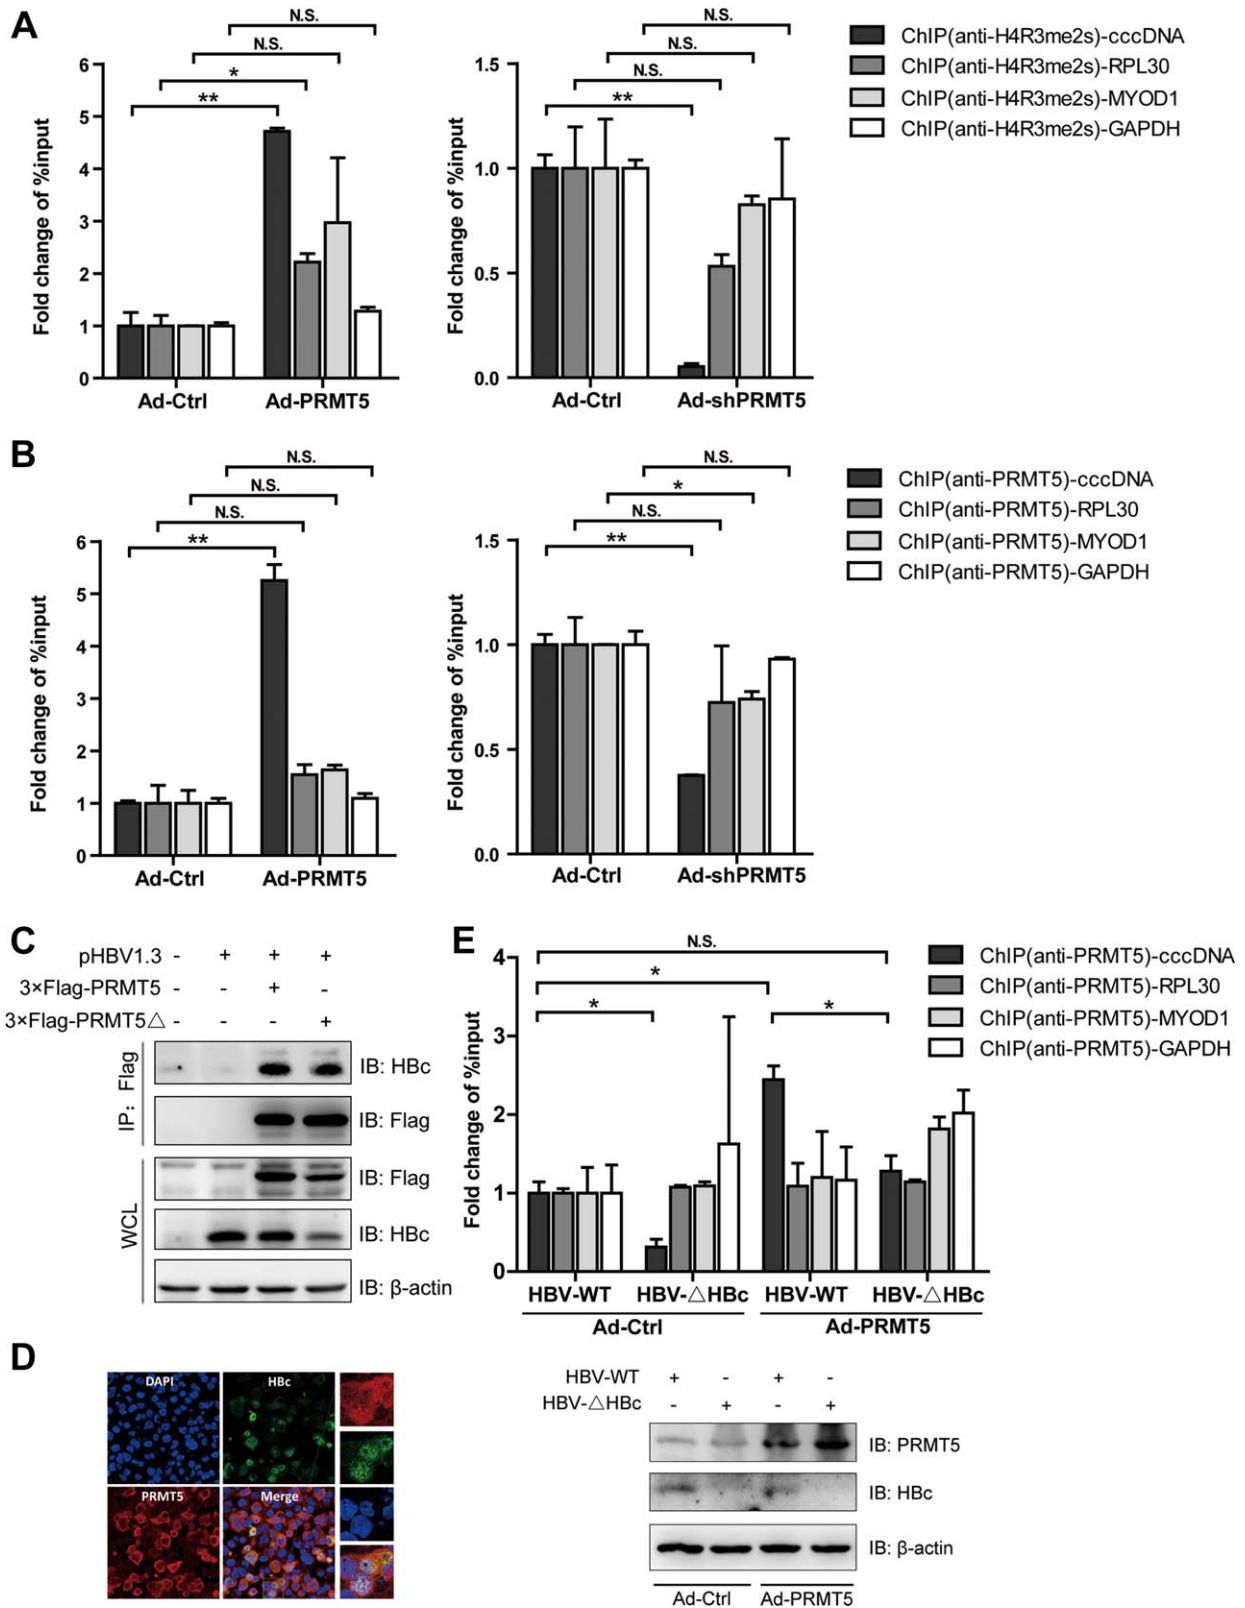 A
N.S.
N.S.
*
**
Fold change of %input
6
5
4
3
2
1
0
Ad-Ctrl
Ad-PRMT5
N.S.
N.S.
N.S.
**
Fold change of %input
1.5
1.0
0.5
0.0
Ad-Ctrl
Ad-shPRMT5
ChIP(anti-H4R3me2s)-cccDNA
ChIP(anti-H4R3me2s)-RPL30
ChIP(anti-H4R3me2s)-MYOD1
ChIP(anti-H4R3me2s)-GAPDH
B
N.S.
N.S.
N.S.
**
Fold change of %input
6
5
4
3
2
1
0
Ad-Ctrl
Ad-PRMT5
N.S.
*
N.S.
**
Fold change of %input
1.5
1.0
0.5
0.0
Ad-Ctrl
Ad-shPRMT5
ChIP(anti-PRMT5)-cccDNA
ChIP(anti-PRMT5)-RPL30
ChIP(anti-PRMT5)-MYOD1
ChIP(anti-PRMT5)-GAPDH
C
pHBV1.3 - + + +
3×Flag-PRMT5 - - + -
3×Flag-PRMT5△ - - - +
IP: Flag
IB: HBc
IB: Flag
WCL
IB: Flag
IB: HBc
IB: β-actin
D
DAPI
HBc
PRMT5
Merge
E
N.S.
*
*
*
Fold change of %input
4
3
2
1
0
HBV-WT
HBV-△HBc
HBV-WT
HBV-△HBc
Ad-Ctrl
Ad-PRMT5
ChIP(anti-PRMT5)-cccDNA
ChIP(anti-PRMT5)-RPL30
ChIP(anti-PRMT5)-MYOD1
ChIP(anti-PRMT5)-GAPDH
HBV-WT + - + -
HBV-△HBc - + - +
IB: PRMT5
IB: HBc
IB: β-actin
Ad-Ctrl
Ad-PRMT5